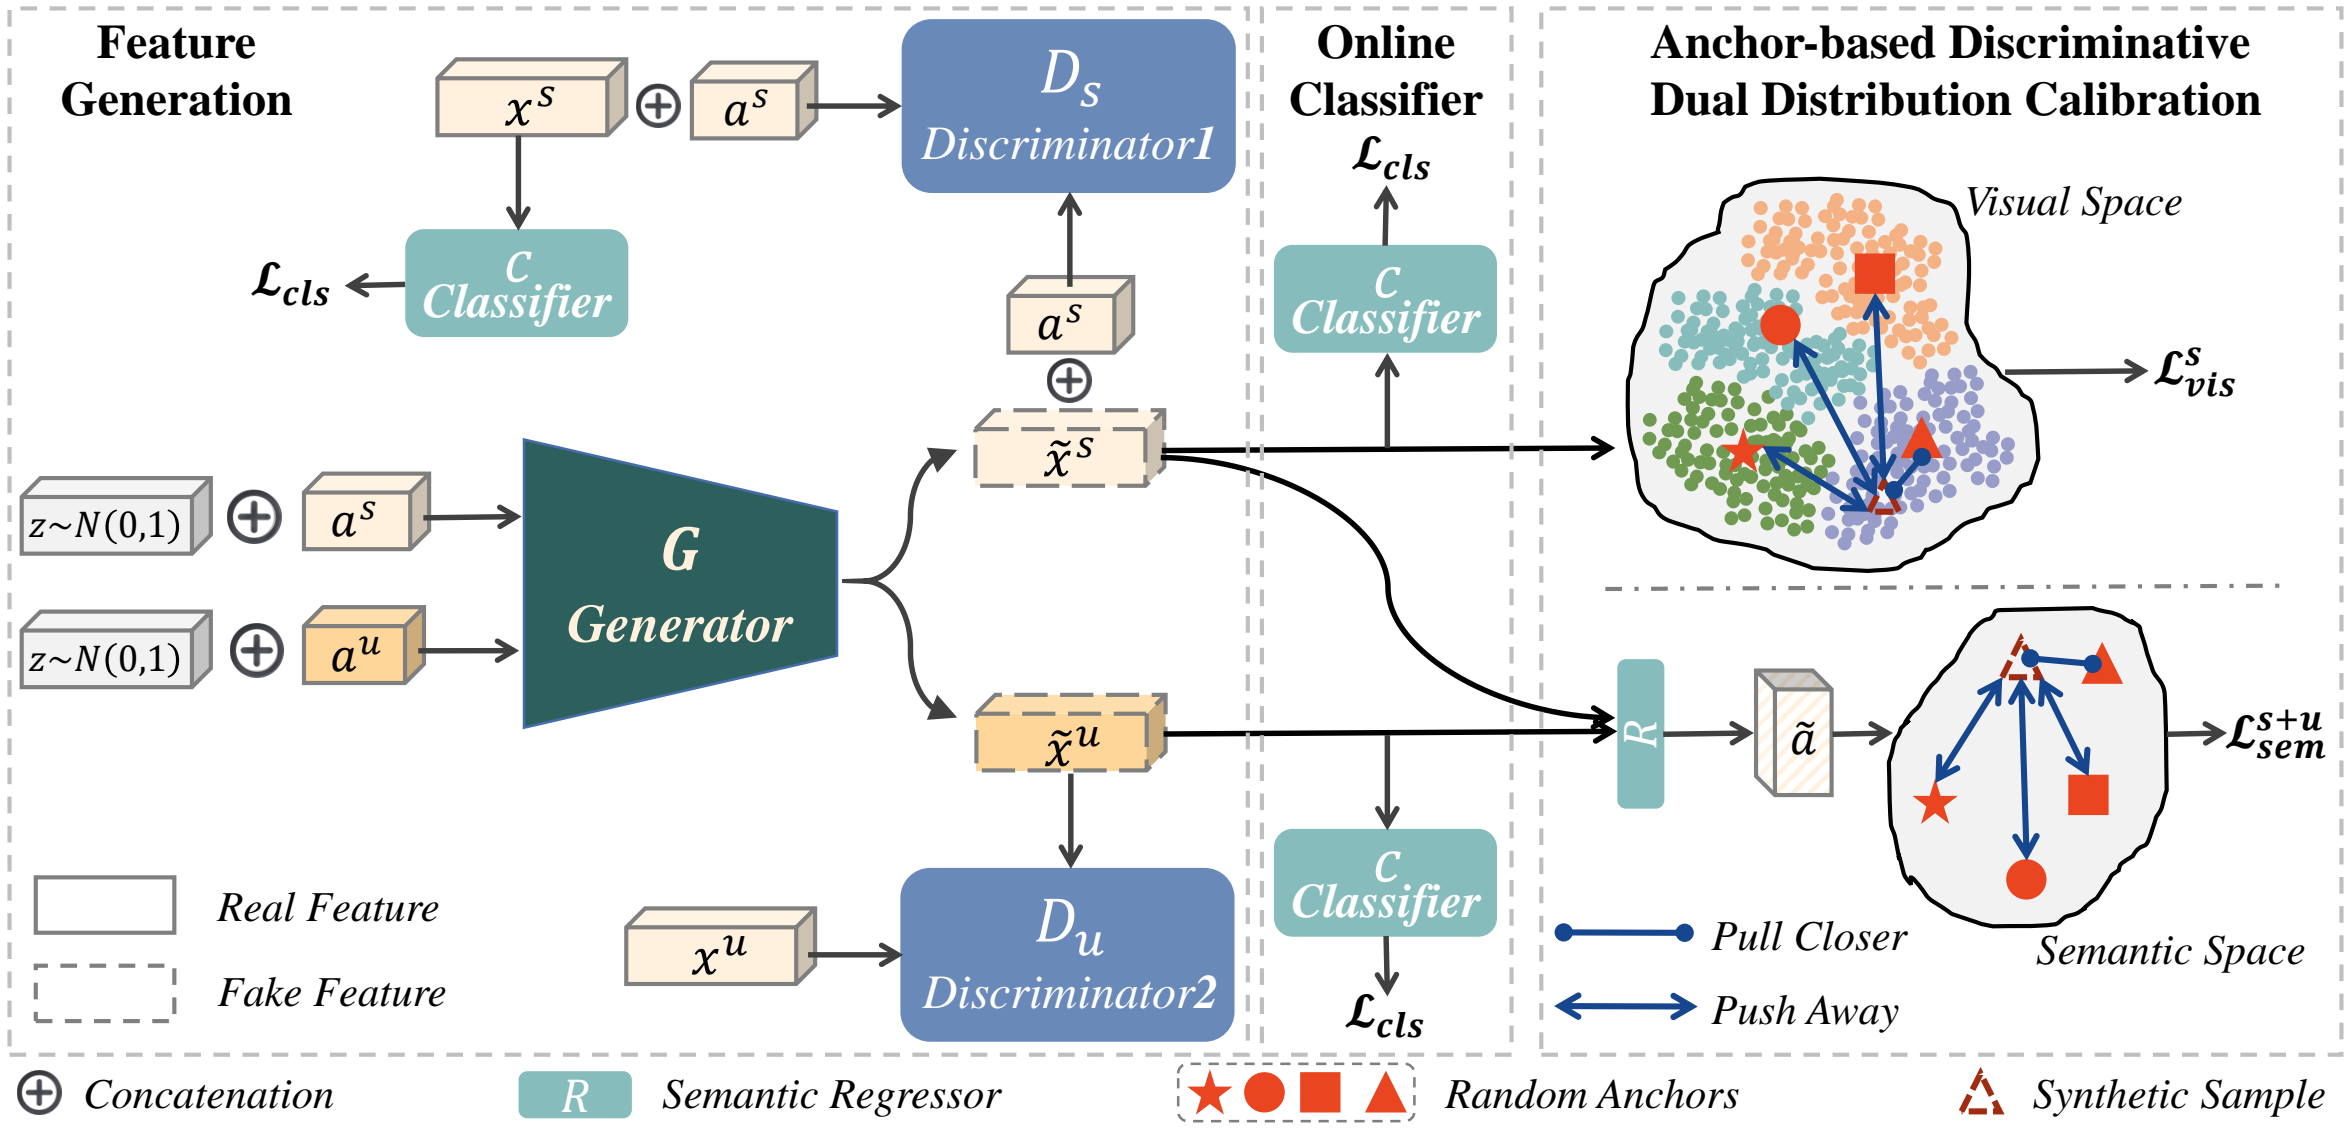 Feature
Generation
x^s
a^s
D_s
Discriminator1
C
Classifier
ℒ_cls
a^s
x̃^s
z~N(0,1)
a^s
z~N(0,1)
a^u
G
Generator
x̃^u
x^u
D_u
Discriminator2
Real Feature
Fake Feature
Online
Classifier
ℒ_cls
C
Classifier
C
Classifier
ℒ_cls
Anchor-based Discriminative
Dual Distribution Calibration
Visual Space
ℒ^s_vis
R
ã
ℒ^{s+u}_sem
Semantic Space
Pull Closer
Push Away
Concatenation
R
Semantic Regressor
Random Anchors
Synthetic Sample